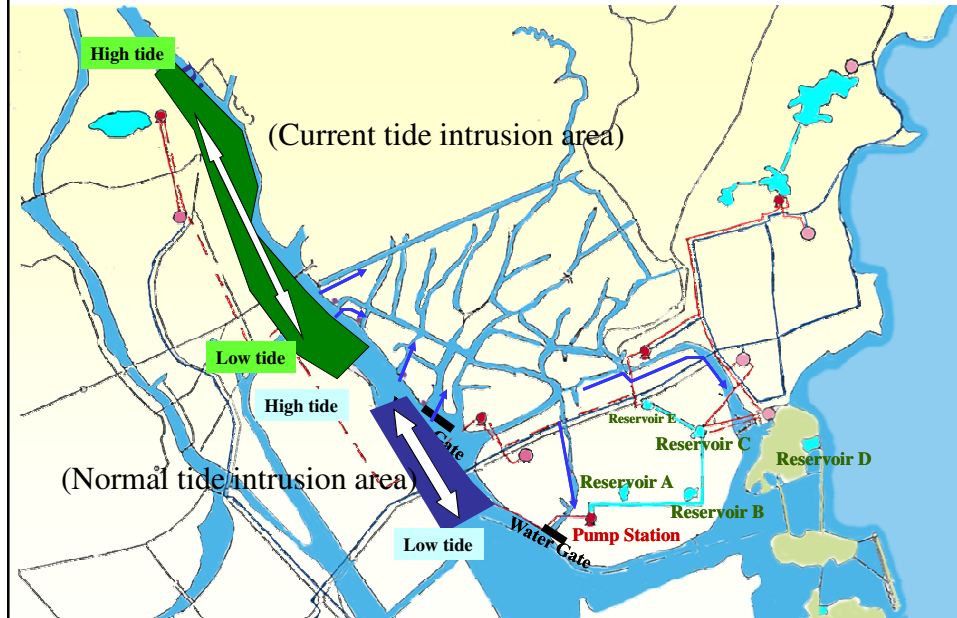 High tide
(Current tide intrusion area)
Low tide
High tide
Gate
Reservoir E
Reservoir C
Reservoir D
(Normal tide intrusion area)
Reservoir A
Reservoir B
Low tide
Water Gate
Pump Station